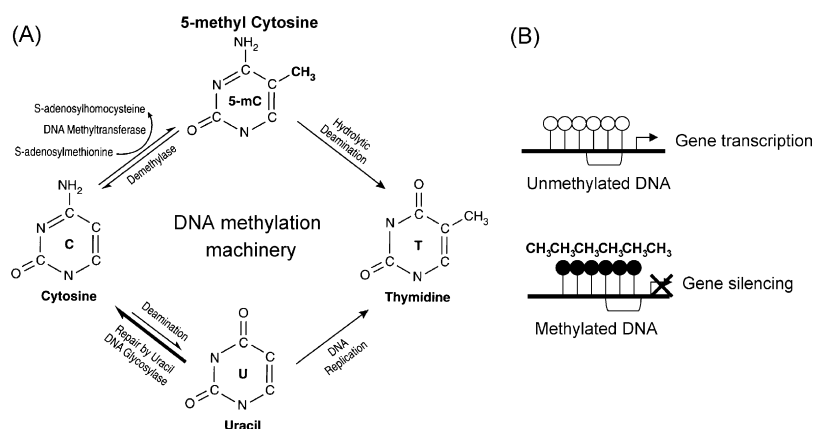 (A)
5-methyl Cytosine
NH2
CH3
N
5-mC
O
N
S-adenosylhomocysteine
DNA Methyltransferase
S-adenosylmethionine
Demethylase
Hydrolytic
Deamination
NH2
C
C
N
C
C
C
O
N
Cytosine
DNA methylation
machinery
O
C
CH3
N
C
T
C
C
O
N
Thymidine
Deamination
Repair by Uracil
DNA Glycosylase
O
C
N
C
U
C
C
O
N
Uracil
DNA
Replication
(B)
Gene transcription
Unmethylated DNA
CH3CH3CH3CH3CH3CH3
Gene silencing
Methylated DNA